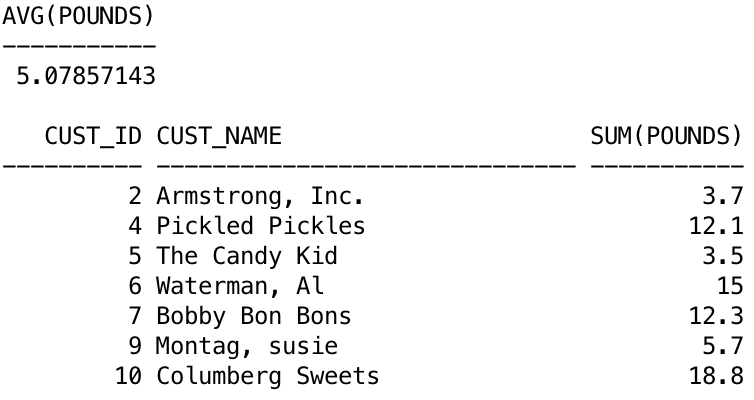 AVG(POUNDS)
-----------
 5.07857143

   CUST_ID CUST_NAME                      SUM(POUNDS)
---------- ------------------------------ -----------
         2 Armstrong, Inc.                        3.7
         4 Pickled Pickles                       12.1
         5 The Candy Kid                          3.5
         6 Waterman, Al                            15
         7 Bobby Bon Bons                        12.3
         9 Montag, susie                          5.7
        10 Columberg Sweets                      18.8